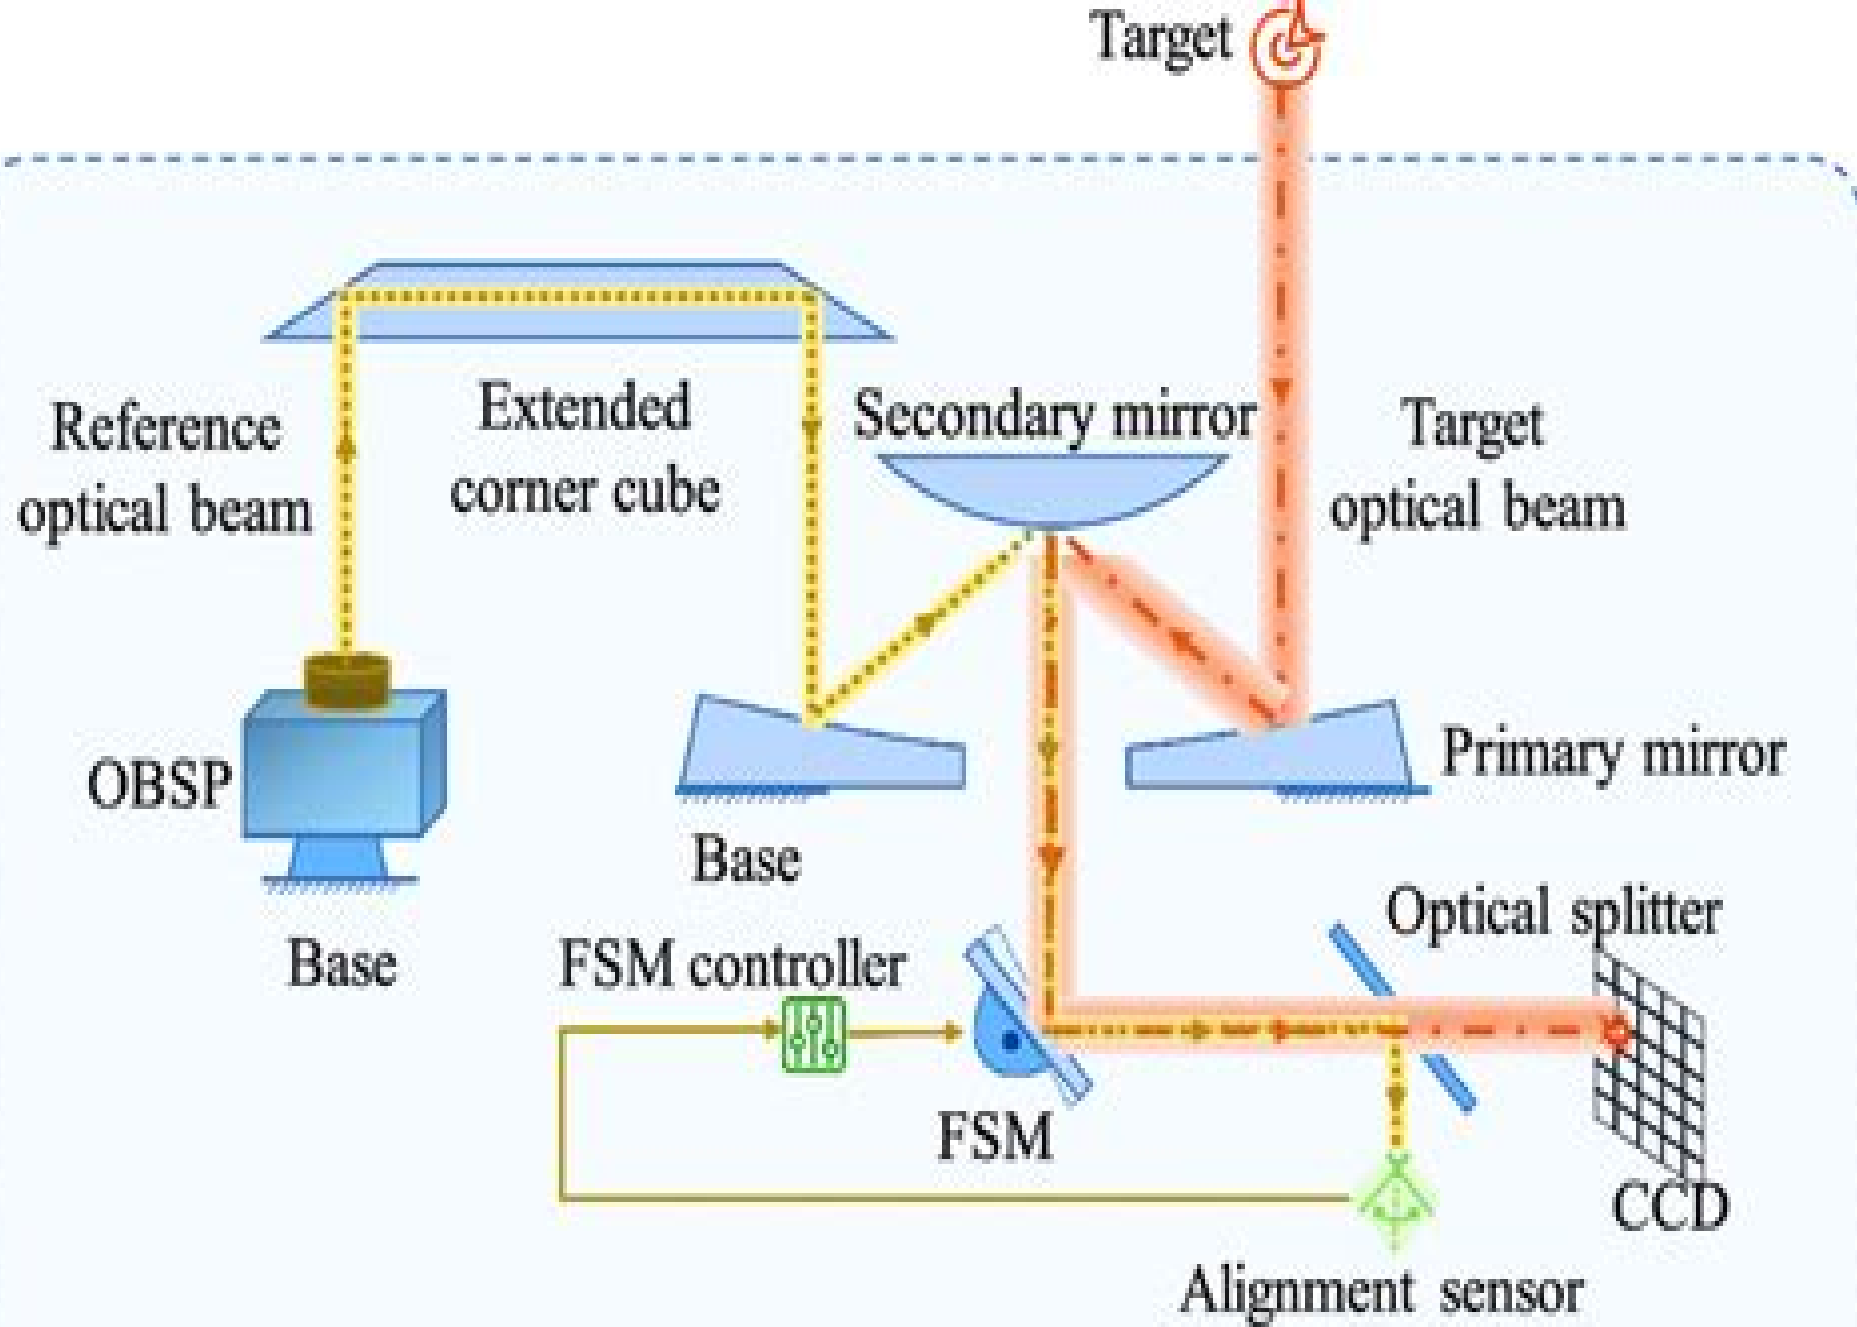 Target
Reference
optical beam
Extended
corner cube
Secondary mirror
Target
optical beam
OBSP
Base
Base
Primary mirror
FSM controller
FSM
Optical splitter
CCD
Alignment sensor